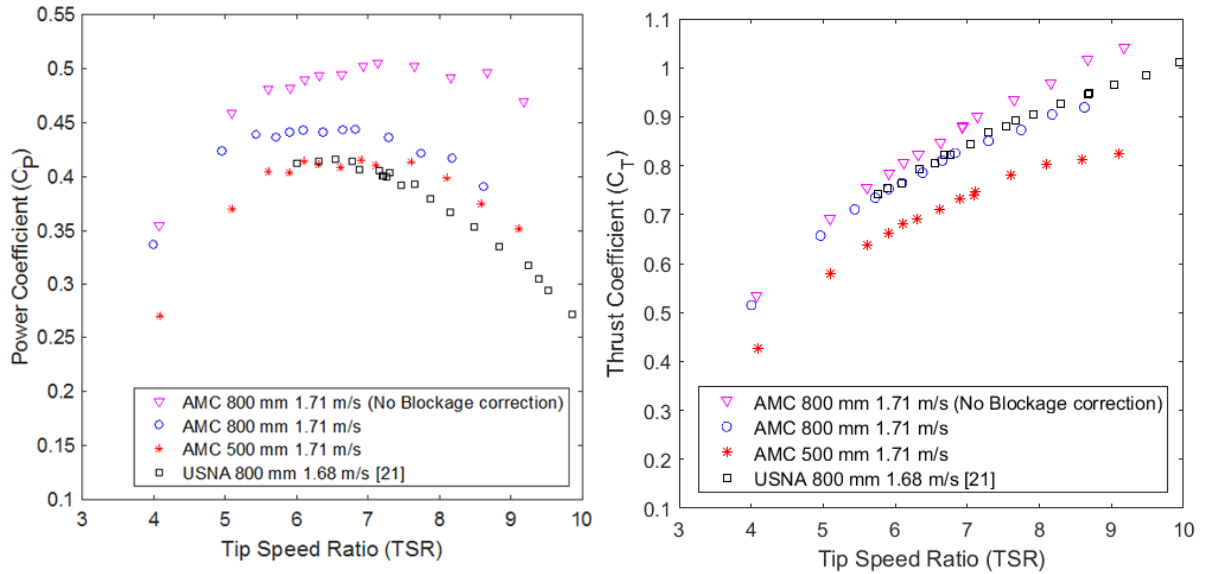 0.55
0.5
0.45
0.4
0.35
0.3
0.25
0.2
0.15
0.1
Power Coefficient (CP)
AMC 800 mm 1.71 m/s (No Blockage correction)
AMC 800 mm 1.71 m/s
AMC 500 mm 1.71 m/s
USNA 800 mm 1.68 m/s [21]
3 4 5 6 7 8 9 10
Tip Speed Ratio (TSR)
1.1
1
0.9
0.8
0.7
0.6
0.5
0.4
0.3
0.2
0.1
Thrust Coefficient (CT)
AMC 800 mm 1.71 m/s (No Blockage correction)
AMC 800 mm 1.71 m/s
AMC 500 mm 1.71 m/s
USNA 800 mm 1.68 m/s [21]
3 4 5 6 7 8 9 10
Tip Speed Ratio (TSR)